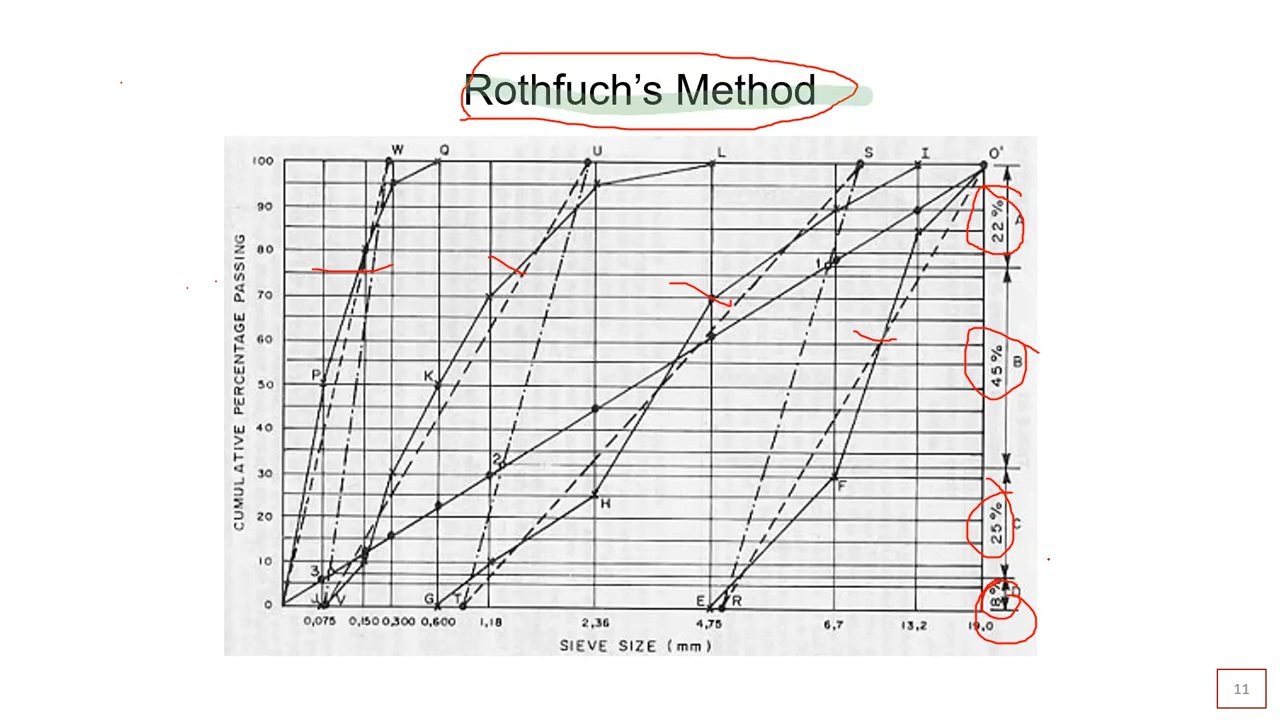 Rothfuch's Method
W Q U L S I O'
100
90
80
70
60
50
40
30
20
10
0
CUMULATIVE PERCENTAGE PASSING
P
K
1
2
H
F
3
J V G T E R
22% A
45% B
25% C
8%
0,075 0,150 0,300 0,600 1,18 2,36 4,75 6,7 13,2 19,0
SIEVE SIZE (mm)
11